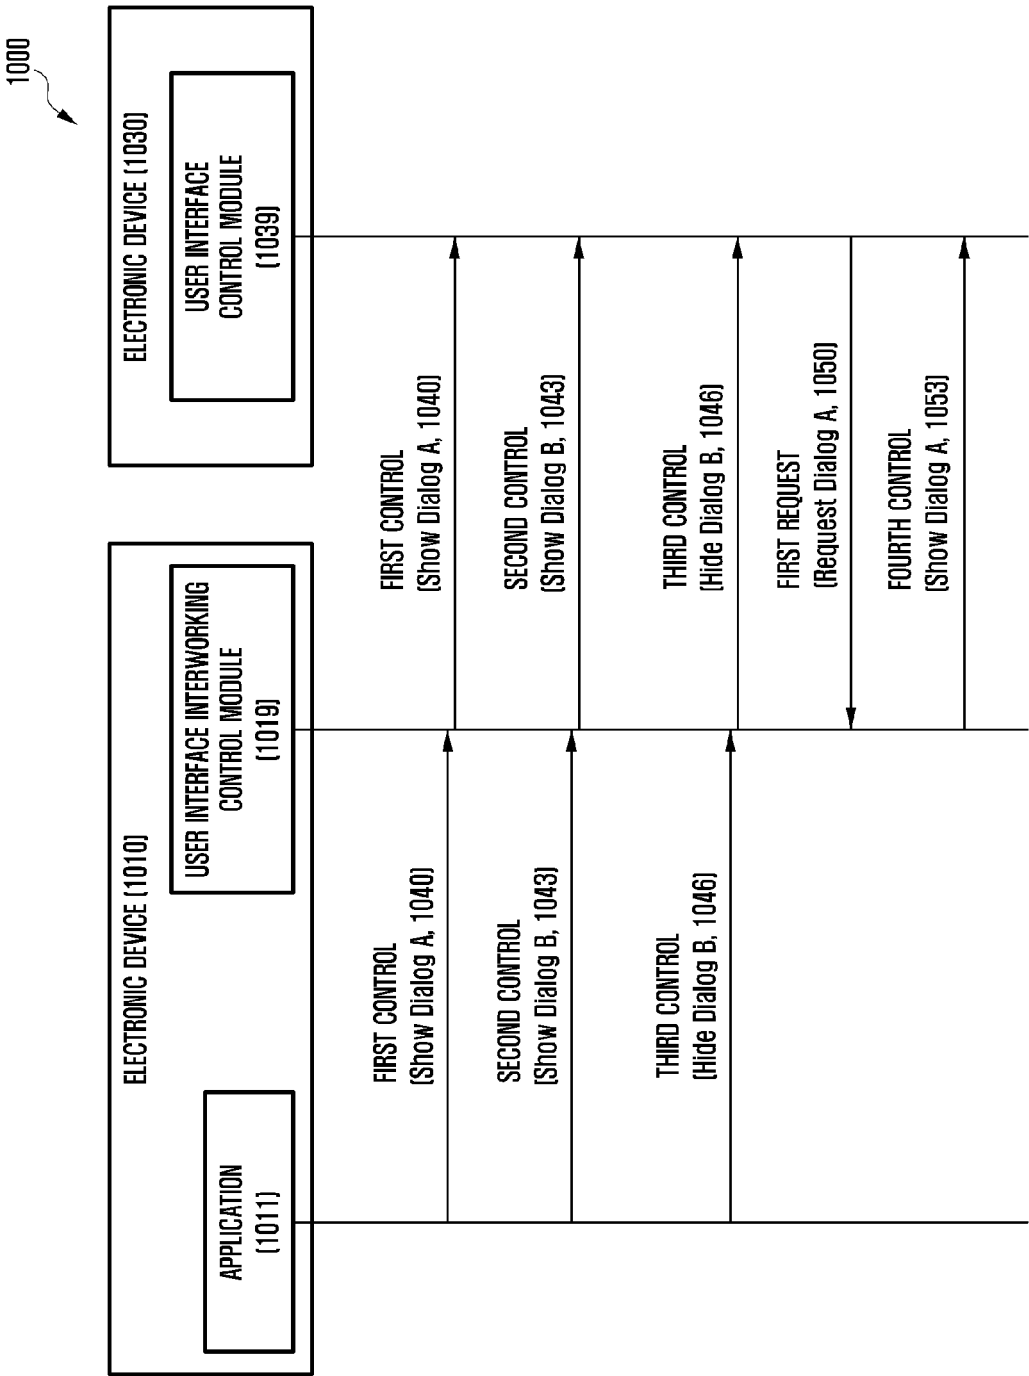 1000
ELECTRONIC DEVICE (1010)
APPLICATION
(1011)
USER INTERFACE INTERWORKING
CONTROL MODULE
(1019)
ELECTRONIC DEVICE (1030)
USER INTERFACE
CONTROL MODULE
(1039)
FIRST CONTROL
(Show Dialog A, 1040)
FIRST CONTROL
(Show Dialog A, 1040)
SECOND CONTROL
(Show Dialog B, 1043)
SECOND CONTROL
(Show Dialog B, 1043)
THIRD CONTROL
(Hide Dialog B, 1046)
THIRD CONTROL
(Hide Dialog B, 1046)
FIRST REQUEST
(Request Dialog A, 1050)
FOURTH CONTROL
(Show Dialog A, 1053)